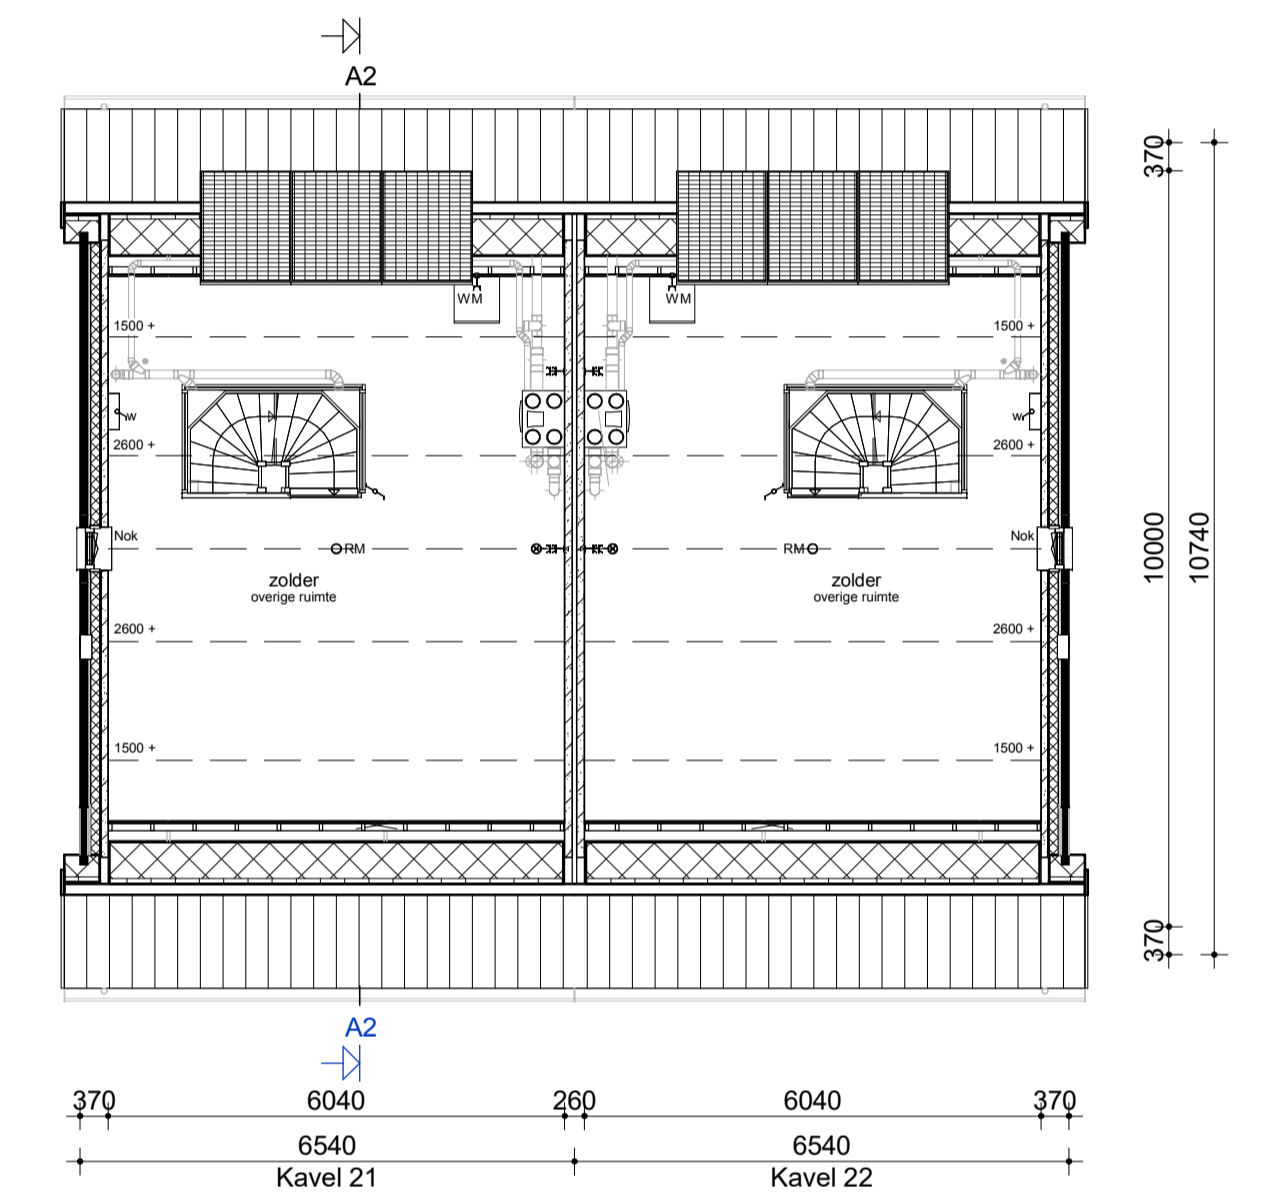 A2
370
WM WM
1500 + 1500 +
w w
2600 + 2600 +
Nok Nok
RM RM
zolder zolder
overige ruimte overige ruimte
10000 10740
2600 + 2600 +
1500 + 1500 +
370
A2
370 6040 260 6040 370
6540 6540
Kavel 21 Kavel 22